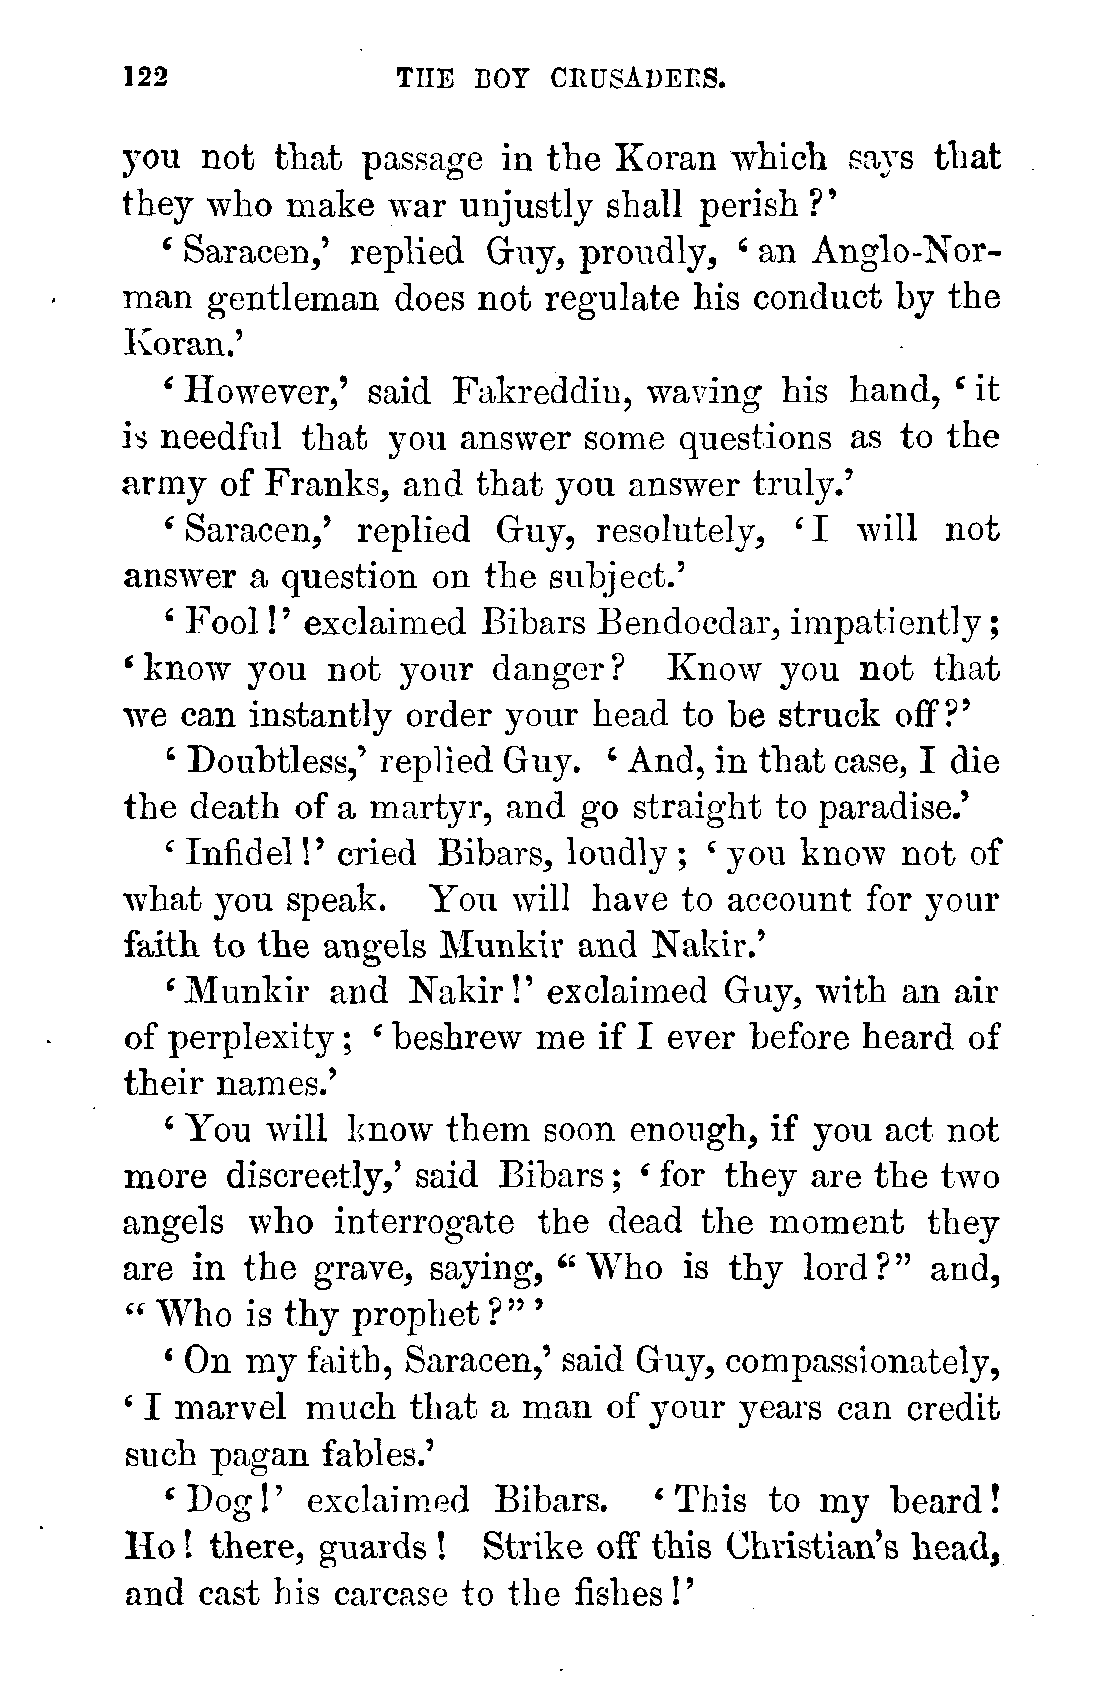 122 THE BOY CRUSADERS.
you not that passage in the Koran which says that
they who make war unjustly shall perish?'
'Saracen,' replied Guy, proudly, 'an Anglo-Nor-
man gentleman does not regulate his conduct by the
Koran.'
'However,' said Fakreddin, waving his hand, 'it
is needful that you answer some questions as to the
army of Franks, and that you answer truly.'
'Saracen,' replied Guy, resolutely, 'I will not
answer a question on the subject.'
'Fool!' exclaimed Bibars Bendocdar, impatiently;
'know you not your danger? Know you not that
we can instantly order your head to be struck off?'
'Doubtless,' replied Guy. 'And, in that case, I die
the death of a martyr, and go straight to paradise.'
'Infidel!' cried Bibars, loudly; 'you know not of
what you speak. You will have to account for your
faith to the angels Munkir and Nakir.'
'Munkir and Nakir!' exclaimed Guy, with an air
of perplexity; 'beshrew me if I ever before heard of
their names.'
'You will know them soon enough, if you act not
more discreetly,' said Bibars; 'for they are the two
angels who interrogate the dead the moment they
are in the grave, saying, "Who is thy lord?" and,
"Who is thy prophet?"'
'On my faith, Saracen,' said Guy, compassionately,
'I marvel much that a man of your years can credit
such pagan fables.'
'Dog!' exclaimed Bibars. 'This to my beard!
Ho! there, guards! Strike off this Christian's head,
and cast his carcase to the fishes!'